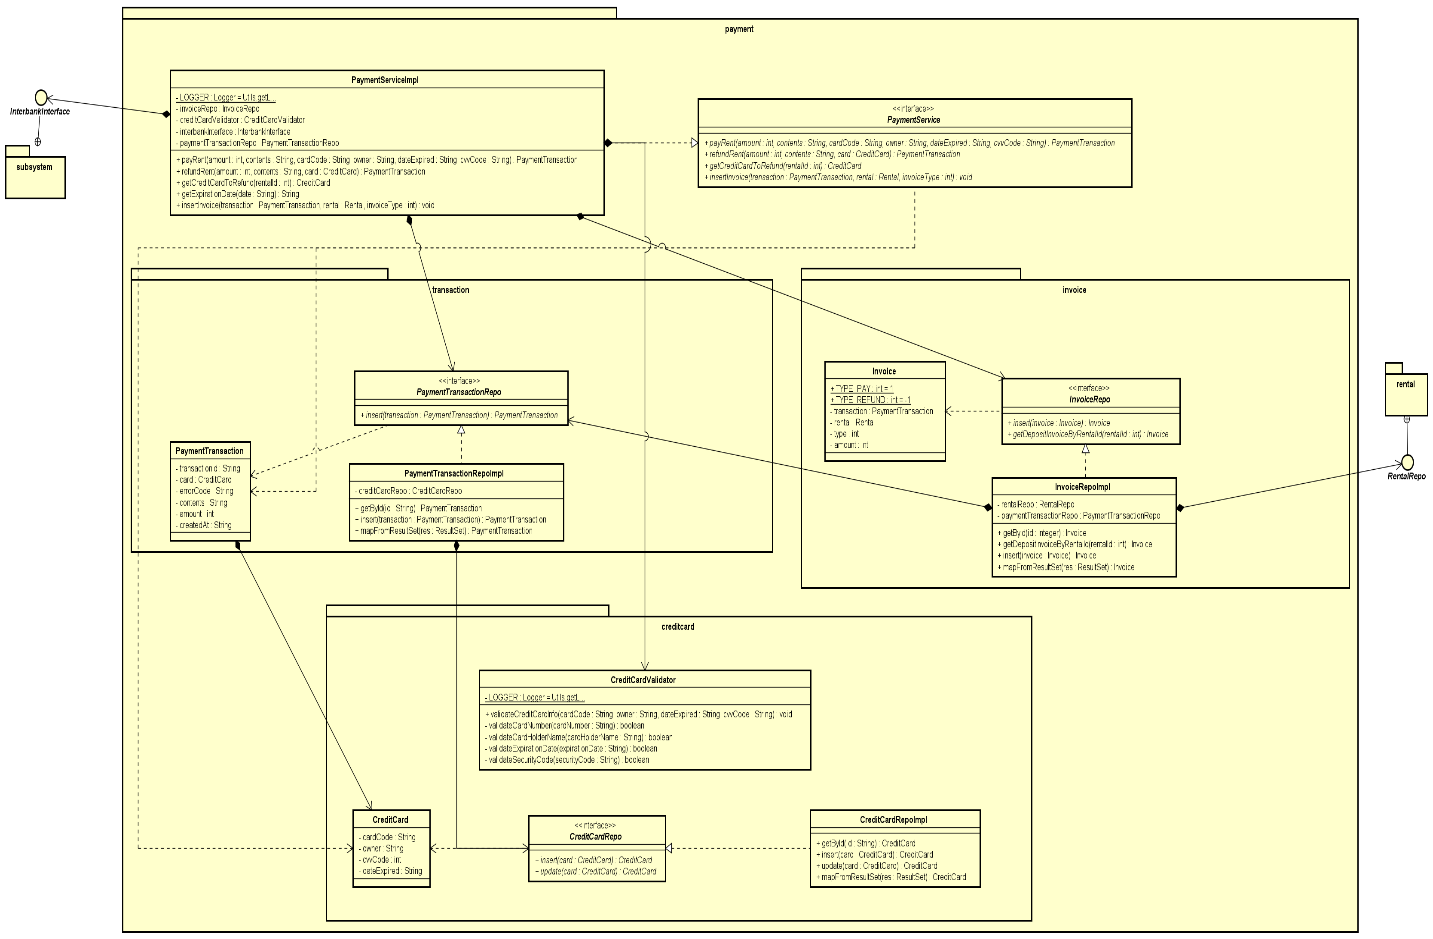 payment
PaymentServiceImpl
- LOGGER : Logger = Utils.getL...
- invoiceRepo : InvoiceRepo
- creditCardValidator : CreditCardValidator
- interbankInterface : InterbankInterface
- paymentTransactionRepo : PaymentTransactionRepo
+ payRent(amount : int, contents : String, cardCode : String, owner : String, dateExpired : String, cvvCode : String) : PaymentTransaction
+ refundRent(amount : int, contents : String, card : CreditCard) : PaymentTransaction
+ getCreditCardToRefund(rentalId : int) : CreditCard
+ getExpirationDate(date : String) : String
+ insertInvoice(transaction : PaymentTransaction, rental : Rental, invoiceType : int) : void
InterbankInterface
subsystem
<<interface>>
PaymentService
+ payRent(amount : int, contents : String, cardCode : String, owner : String, dateExpired : String, cvvCode : String) : PaymentTransaction
+ refundRent(amount : int, contents : String, card : CreditCard) : PaymentTransaction
+ getCreditCardToRefund(rentalId : int) : CreditCard
+ insertInvoice(transaction : PaymentTransaction, rental : Rental, invoiceType : int) : void
transaction
<<interface>>
PaymentTransactionRepo
+ insert(transaction : PaymentTransaction) : PaymentTransaction
PaymentTransaction
- transactionId : String
- card : CreditCard
- errorCode : String
- contents : String
- amount : int
- createdAt : String
PaymentTransactionRepoImpl
- creditCardRepo : CreditCardRepo
+ getById(id : String) : PaymentTransaction
+ insert(transaction : PaymentTransaction) : PaymentTransaction
+ mapFromResultSet(res : ResultSet) : PaymentTransaction
invoice
Invoice
+ TYPE_PAY : int = 1
+ TYPE_REFUND : int = -1
- transaction : PaymentTransaction
- rental : Rental
- type : int
- amount : int
<<interface>>
InvoiceRepo
+ insert(invoice : Invoice) : Invoice
+ getDepositInvoiceByRentalId(rentalId : int) : Invoice
InvoiceRepoImpl
- rentalRepo : RentalRepo
- paymentTransactionRepo : PaymentTransactionRepo
+ getById(id : Integer) : Invoice
+ getDepositInvoiceByRentalId(rentalId : int) : Invoice
+ insert(invoice : Invoice) : Invoice
+ mapFromResultSet(res : ResultSet) : Invoice
rental
RentalRepo
creditcard
CreditCardValidator
- LOGGER : Logger = Utils.getL...
+ validateCreditCardInfo(cardCode : String, owner : String, dateExpired : String, cvvCode : String) : void
- validateCardNumber(cardNumber : String) : boolean
- validateCardHolderName(cardHolderName : String) : boolean
- validateExpirationDate(expirationDate : String) : boolean
- validateSecurityCode(securityCode : String) : boolean
CreditCard
- cardCode : String
- owner : String
- cvvCode : int
- dateExpired : String
<<interface>>
CreditCardRepo
+ insert(card : CreditCard) : CreditCard
+ update(card : CreditCard) : CreditCard
CreditCardRepoImpl
+ getById(id : String) : CreditCard
+ insert(card : CreditCard) : CreditCard
+ update(card : CreditCard) : CreditCard
+ mapFromResultSet(res : ResultSet) : CreditCard